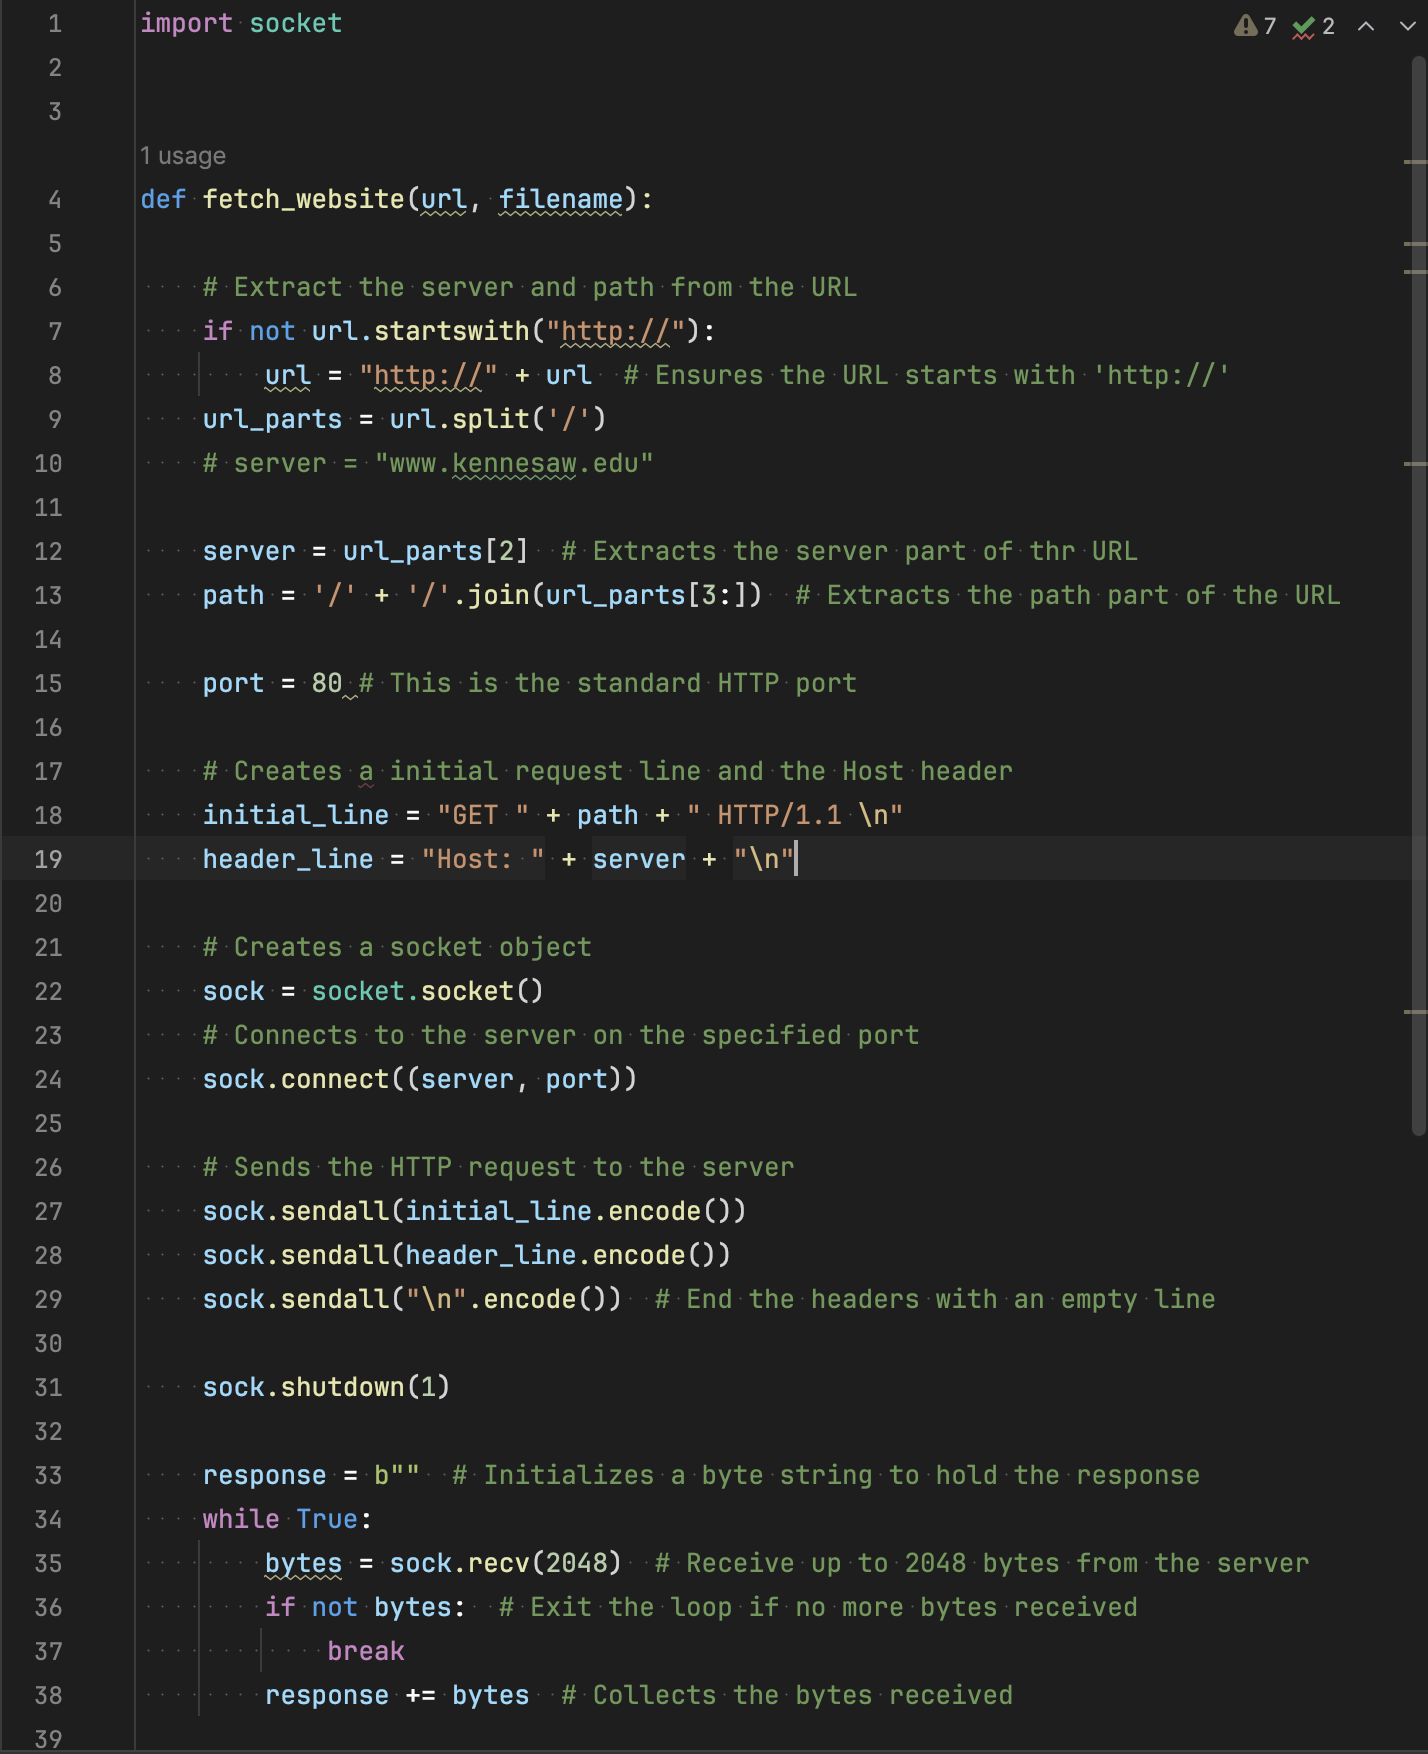 1 import socket
7 2
2
3
1 usage
4 def fetch_website(url, filename):
5
6 # Extract the server and path from the URL
7 if not url.startswith("http://"):
8 url = "http://" + url # Ensures the URL starts with 'http://'
9 url_parts = url.split('/')
10 # server = "www.kennesaw.edu"
11
12 server = url_parts[2] # Extracts the server part of thr URL
13 path = '/' + '/'.join(url_parts[3:]) # Extracts the path part of the URL
14
15 port = 80 # This is the standard HTTP port
16
17 # Creates a initial request line and the Host header
18 initial_line = "GET " + path + " HTTP/1.1 \n"
19 header_line = "Host: " + server + "\n"
20
21 # Creates a socket object
22 sock = socket.socket()
23 # Connects to the server on the specified port
24 sock.connect((server, port))
25
26 # Sends the HTTP request to the server
27 sock.sendall(initial_line.encode())
28 sock.sendall(header_line.encode())
29 sock.sendall("\n".encode()) # End the headers with an empty line
30
31 sock.shutdown(1)
32
33 response = b"" # Initializes a byte string to hold the response
34 while True:
35 bytes = sock.recv(2048) # Receive up to 2048 bytes from the server
36 if not bytes: # Exit the loop if no more bytes received
37 break
38 response += bytes # Collects the bytes received
39